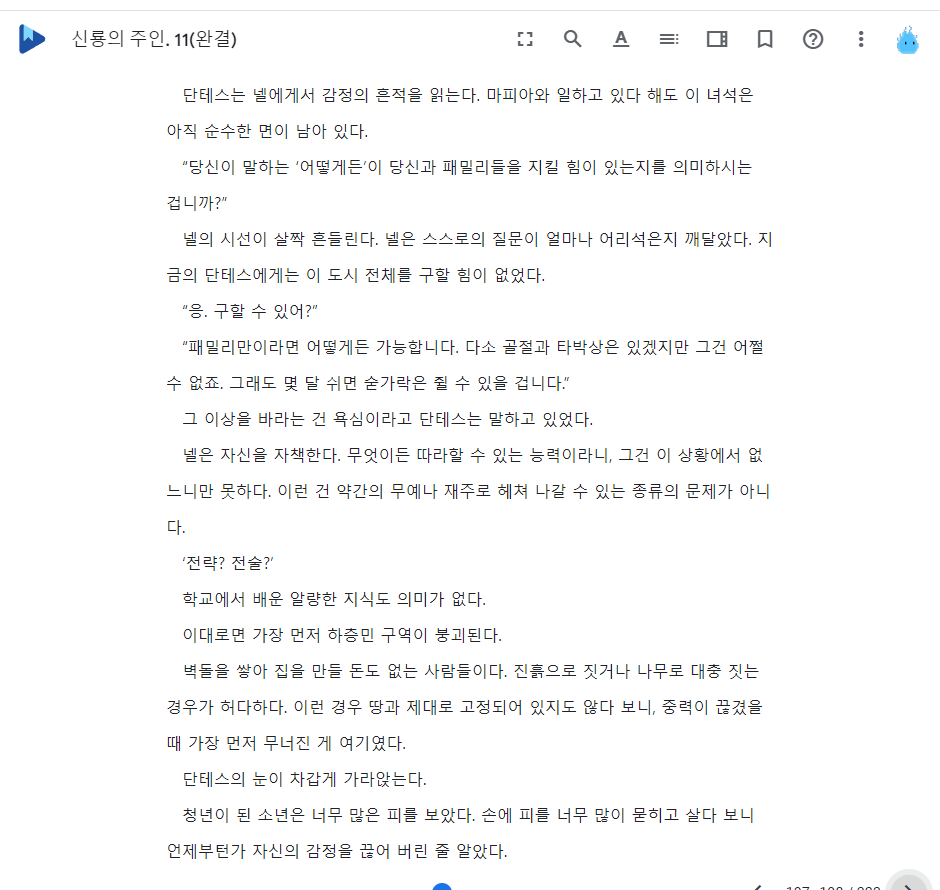 신룡의 주인. 11(완결)
단테스는 넬에게서 감정의 흔적을 읽는다. 마피아와 일하고 있다 해도 이 녀석은
아직 순수한 면이 남아 있다.
“당신이 말하는 ‘어떻게든’이 당신과 패밀리들을 지킬 힘이 있는지를 의미하시는
겁니까?”
넬의 시선이 살짝 흔들린다. 넬은 스스로의 질문이 얼마나 어리석은지 깨달았다. 지
금의 단테스에게는 이 도시 전체를 구할 힘이 없었다.
“응. 구할 수 있어?”
“패밀리만이라면 어떻게든 가능합니다. 다소 골절과 타박상은 있겠지만 그건 어쩔
수 없죠. 그래도 몇 달 쉬면 숟가락은 쥘 수 있을 겁니다.”
그 이상을 바라는 건 욕심이라고 단테스는 말하고 있었다.
넬은 자신을 자책한다. 무엇이든 따라할 수 있는 능력이라니, 그건 이 상황에서 없
느니만 못하다. 이런 건 약간의 무예나 재주로 헤쳐 나갈 수 있는 종류의 문제가 아니
다.
‘전략? 전술?’
학교에서 배운 알량한 지식도 의미가 없다.
이대로면 가장 먼저 하층민 구역이 붕괴된다.
벽돌을 쌓아 집을 만들 돈도 없는 사람들이다. 진흙으로 짓거나 나무로 대충 짓는
경우가 허다하다. 이런 경우 땅과 제대로 고정되어 있지도 않다 보니, 중력이 끊겼을
때 가장 먼저 무너진 게 여기였다.
단테스의 눈이 차갑게 가라앉는다.
청년이 된 소년은 너무 많은 피를 보았다. 손에 피를 너무 많이 묻히고 살다 보니
언제부턴가 자신의 감정을 끊어 버린 줄 알았다.